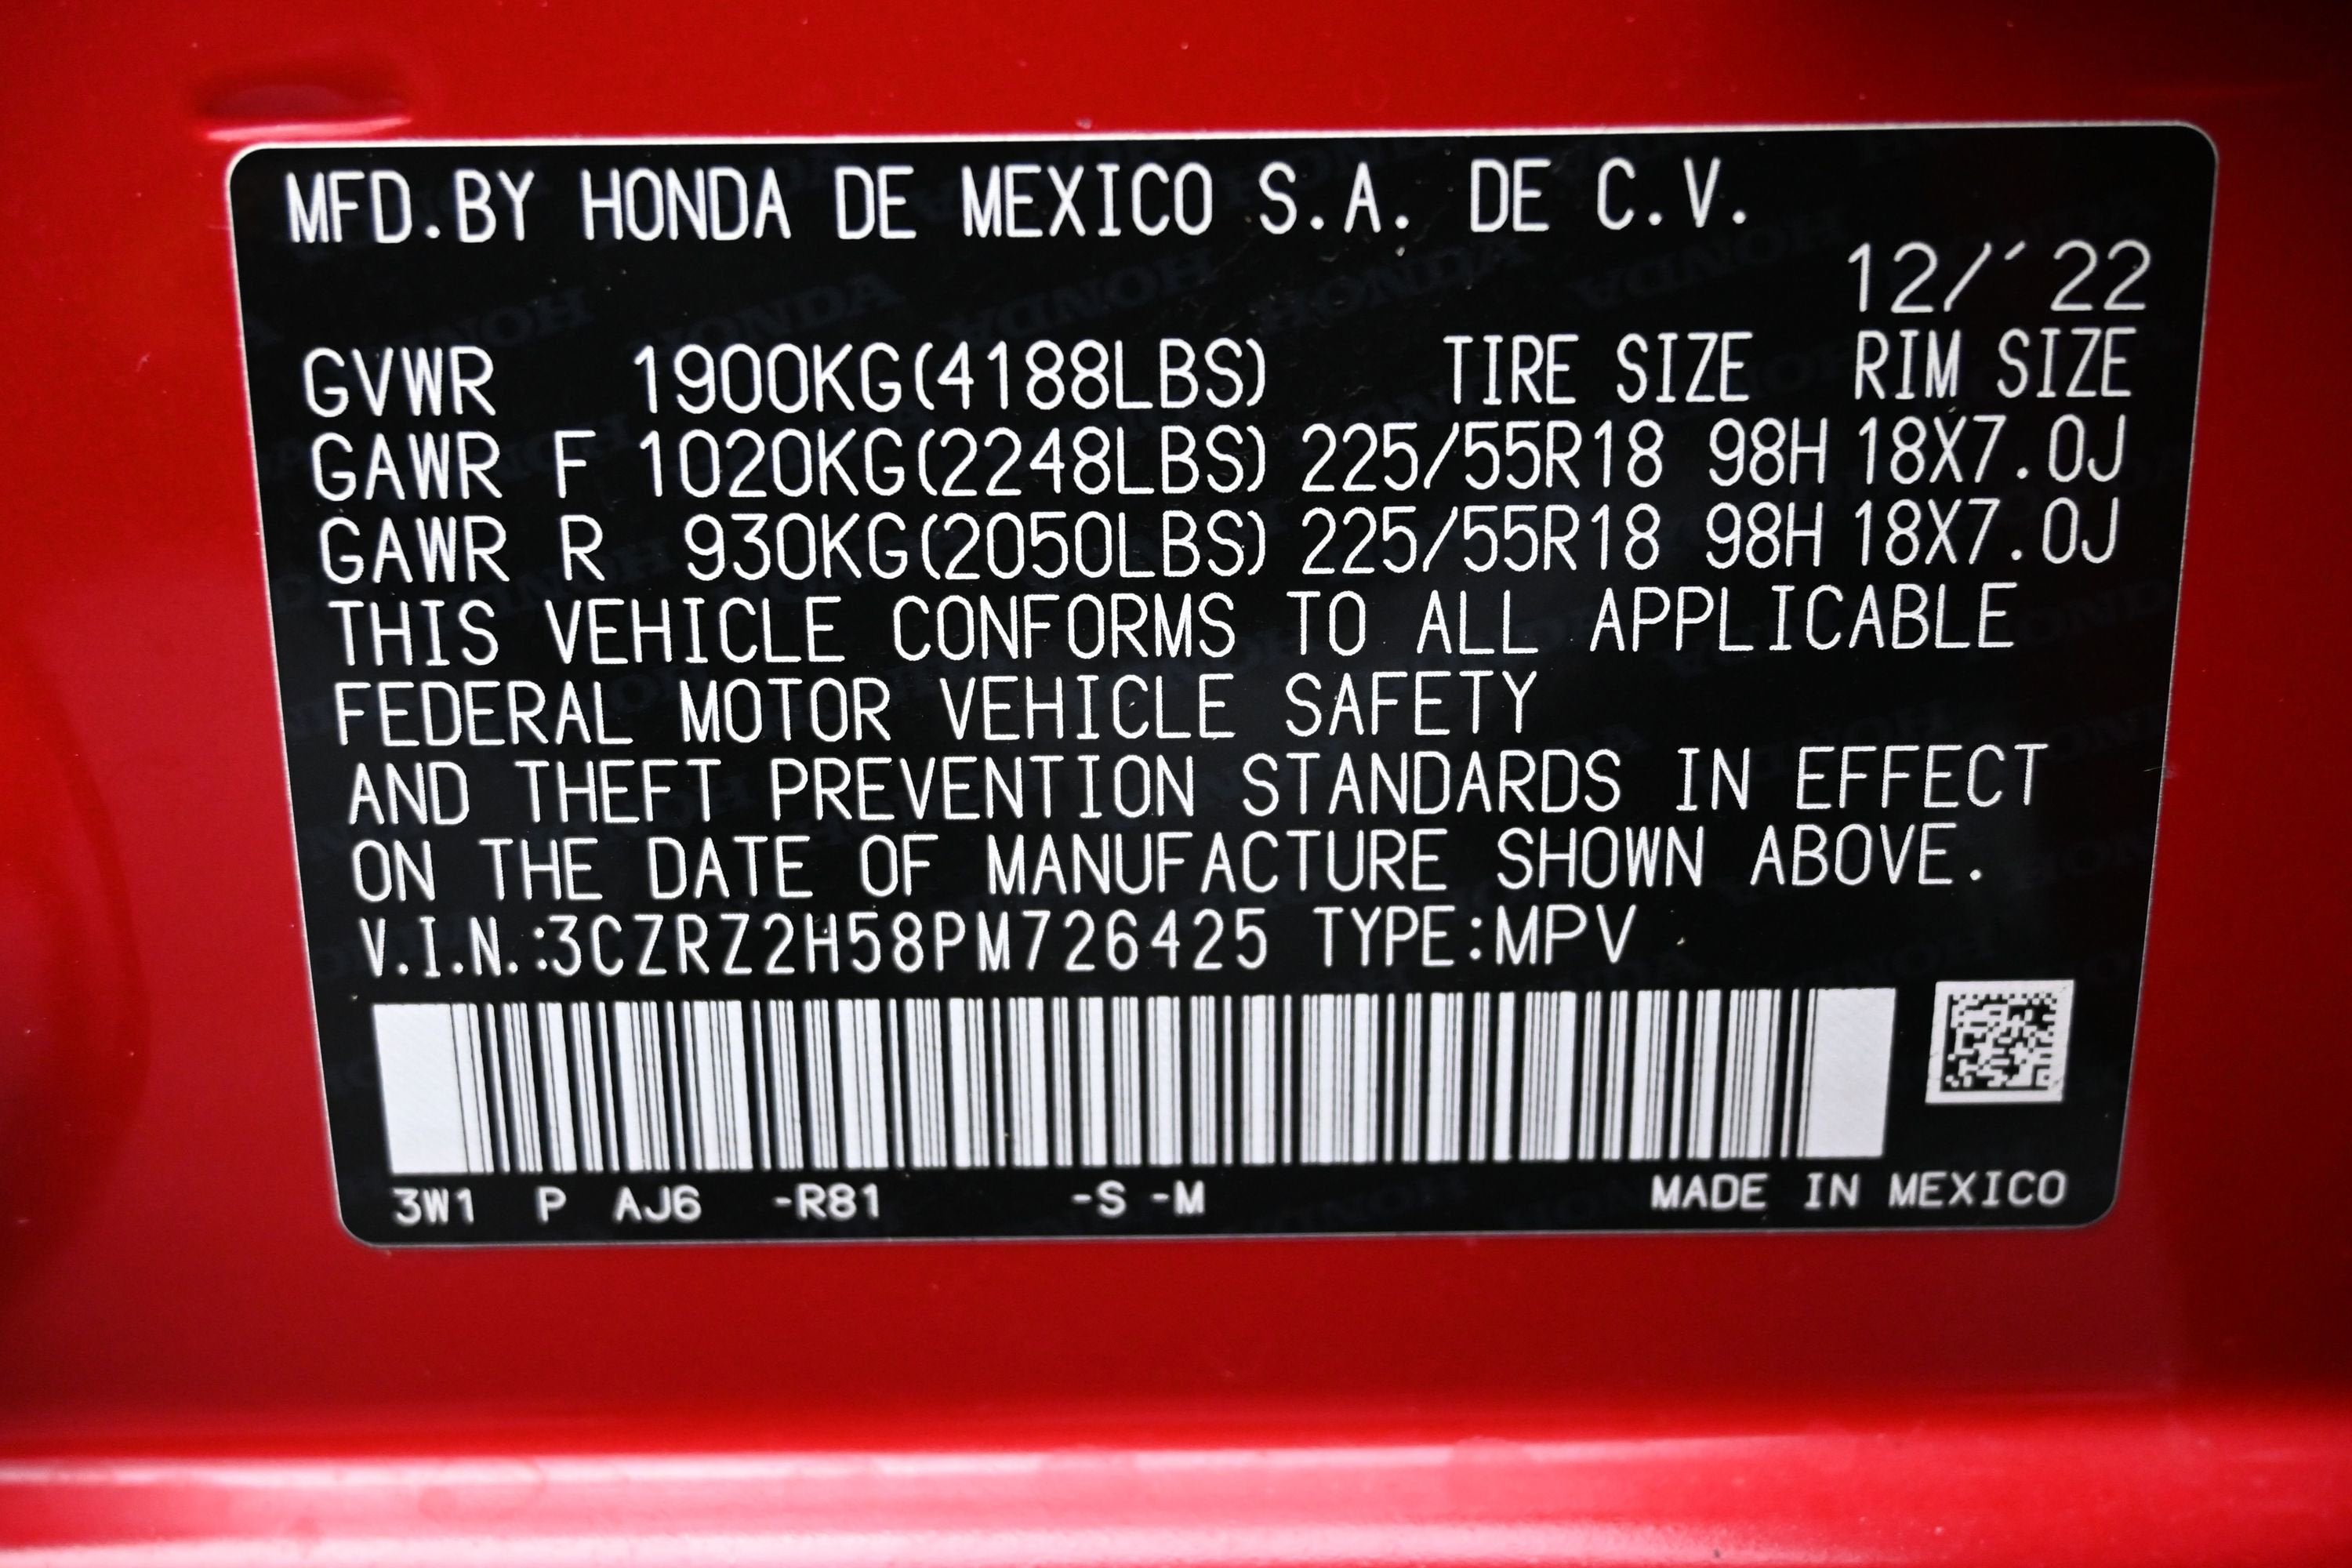 MFD.BY HONDA DE MEXICO S.A. DE C.V.
12/'22
GVWR 1900KG(4188LBS) TIRE SIZE RIM SIZE
GAWR F 1020KG(2248LBS) 225/55R18 98H 18X7.0J
GAWR R 930KG(2050LBS) 225/55R18 98H 18X7.0J
THIS VEHICLE CONFORMS TO ALL APPLICABLE
FEDERAL MOTOR VEHICLE SAFETY
AND THEFT PREVENTION STANDARDS IN EFFECT
ON THE DATE OF MANUFACTURE SHOWN ABOVE.
V.I.N.:3CZRZ2H58PM726425 TYPE:MPV
3W1 P AJ6 -R81 -S -M MADE IN MEXICO